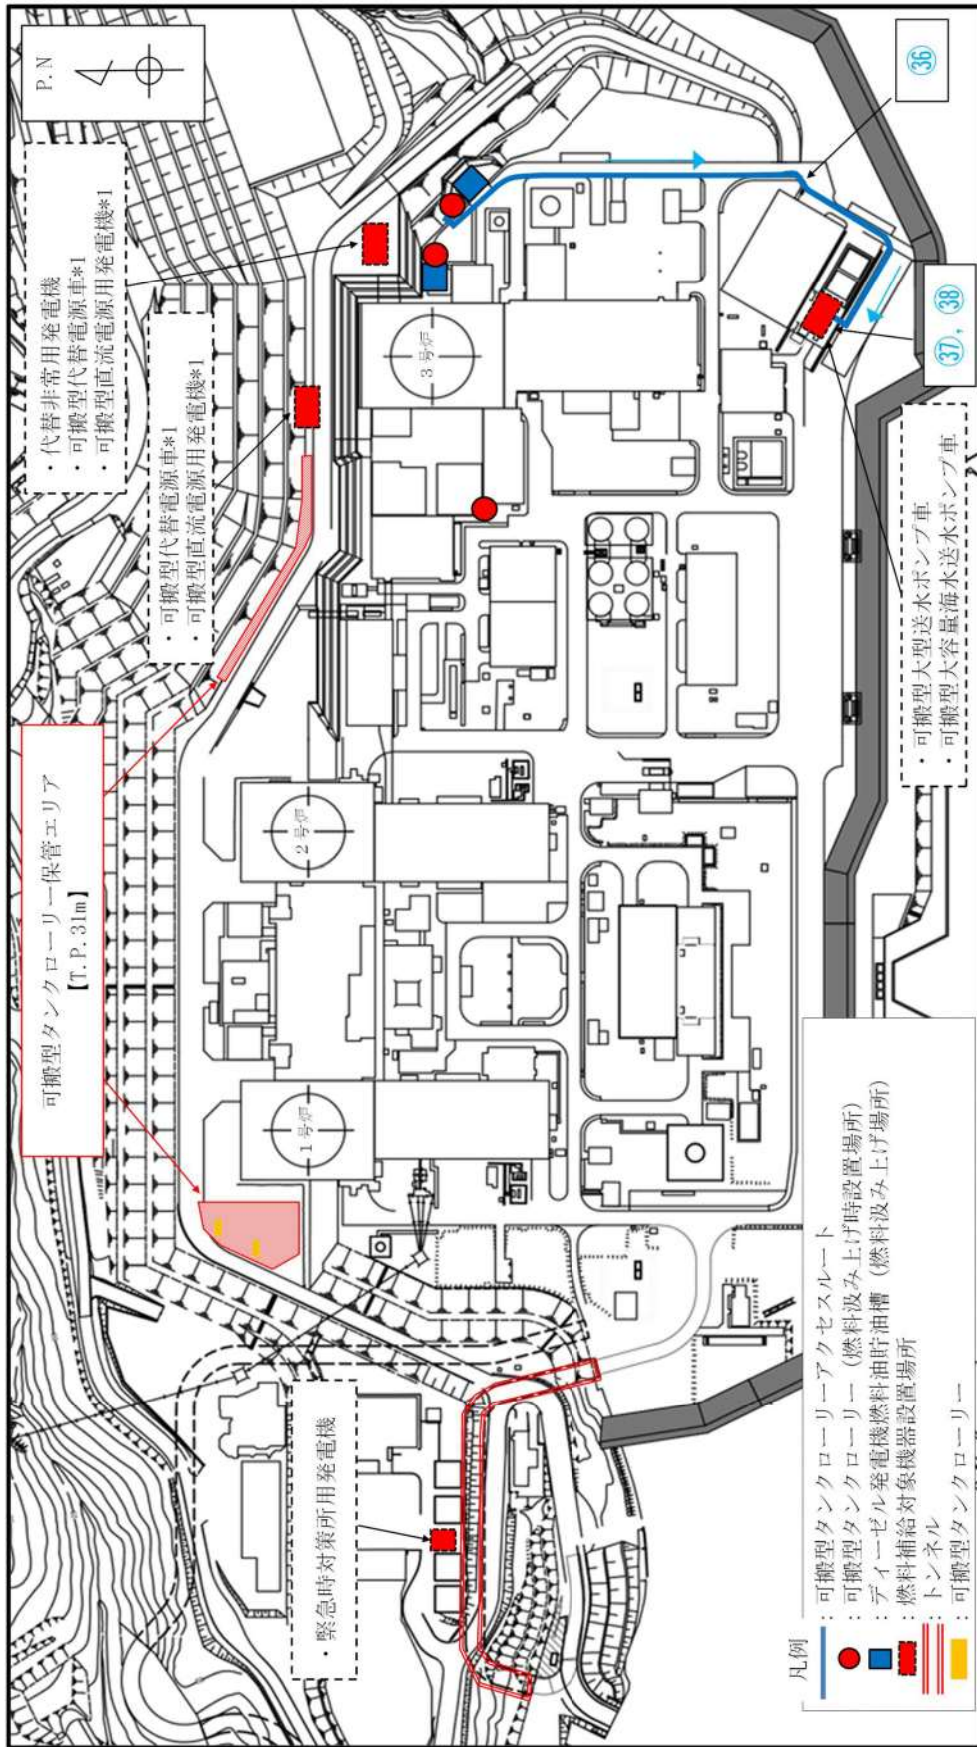 P.N
・代替非常用発電機
・可搬型代替電源車*1
・可搬型直流電源用発電機*1
・可搬型代替電源車*1
・可搬型直流電源用発電機*1
可搬型タンクローリー保管エリア
【T.P.31m】
・緊急時対策所用発電機
1号炉
2号炉
3号炉
㊱
㊲，㊳
・可搬型大型送水ポンプ車
・可搬型大容量海水送水ポンプ車
凡例
：可搬型タンクローリーアクセスルート
：可搬型タンクローリー（燃料汲み上げ時設置場所）
：ディーゼル発電機燃料油貯油槽（燃料汲み上げ場所）
：燃料補給対象機器設置場所
：トンネル
：可搬型タンクローリー